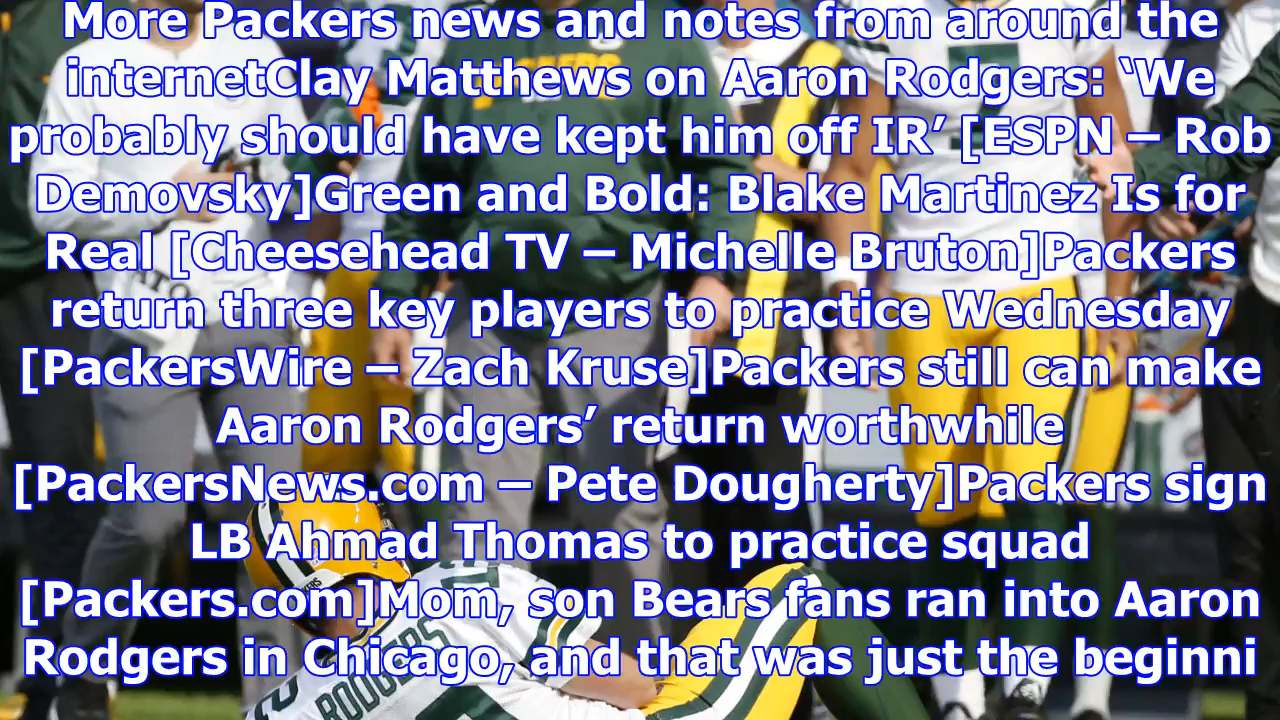 More Packers news and notes from around the
internetClay Matthews on Aaron Rodgers: ‘We
probably should have kept him off IR’ [ESPN – Rob
Demovsky]Green and Bold: Blake Martinez Is for
Real [Cheesehead TV – Michelle Bruton]Packers
return three key players to practice Wednesday
[PackersWire – Zach Kruse]Packers still can make
Aaron Rodgers’ return worthwhile
[PackersNews.com – Pete Dougherty]Packers sign
LB Ahmad Thomas to practice squad
[Packers.com]Mom, son Bears fans ran into Aaron
Rodgers in Chicago, and that was just the beginni
RODGERS